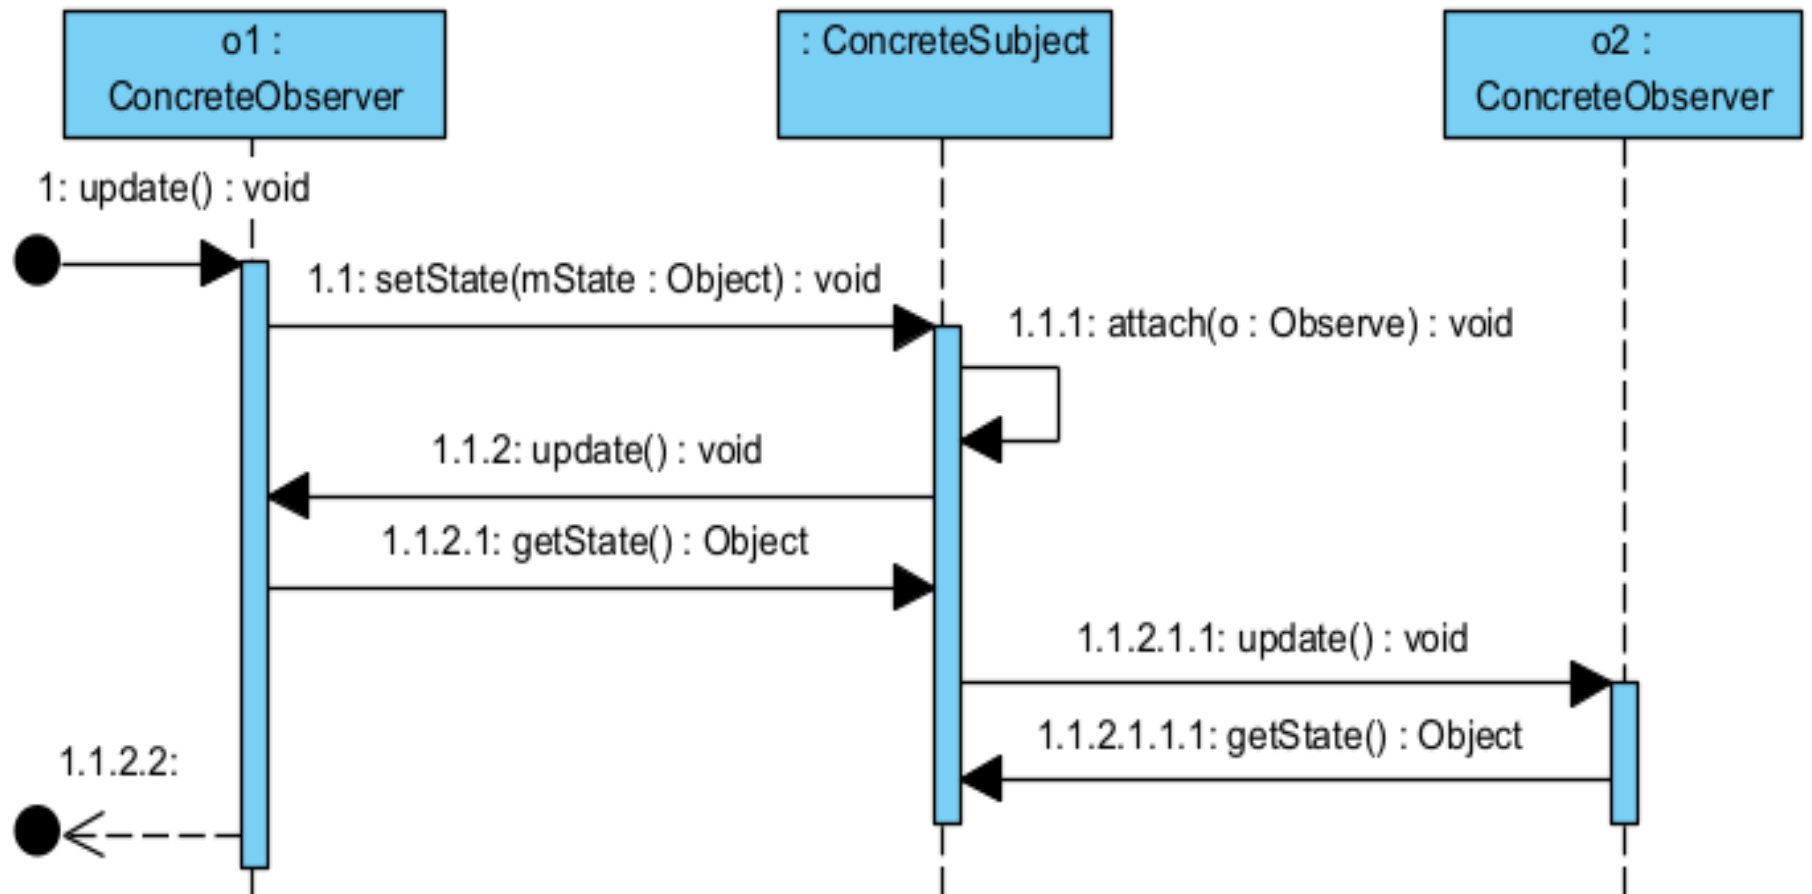 o1 :
ConcreteObserver
: ConcreteSubject
o2 :
ConcreteObserver
1: update() : void
1.1: setState(mState : Object) : void
1.1.1: attach(o : Observe) : void
1.1.2: update() : void
1.1.2.1: getState() : Object
1.1.2.1.1: update() : void
1.1.2.1.1.1: getState() : Object
1.1.2.2: